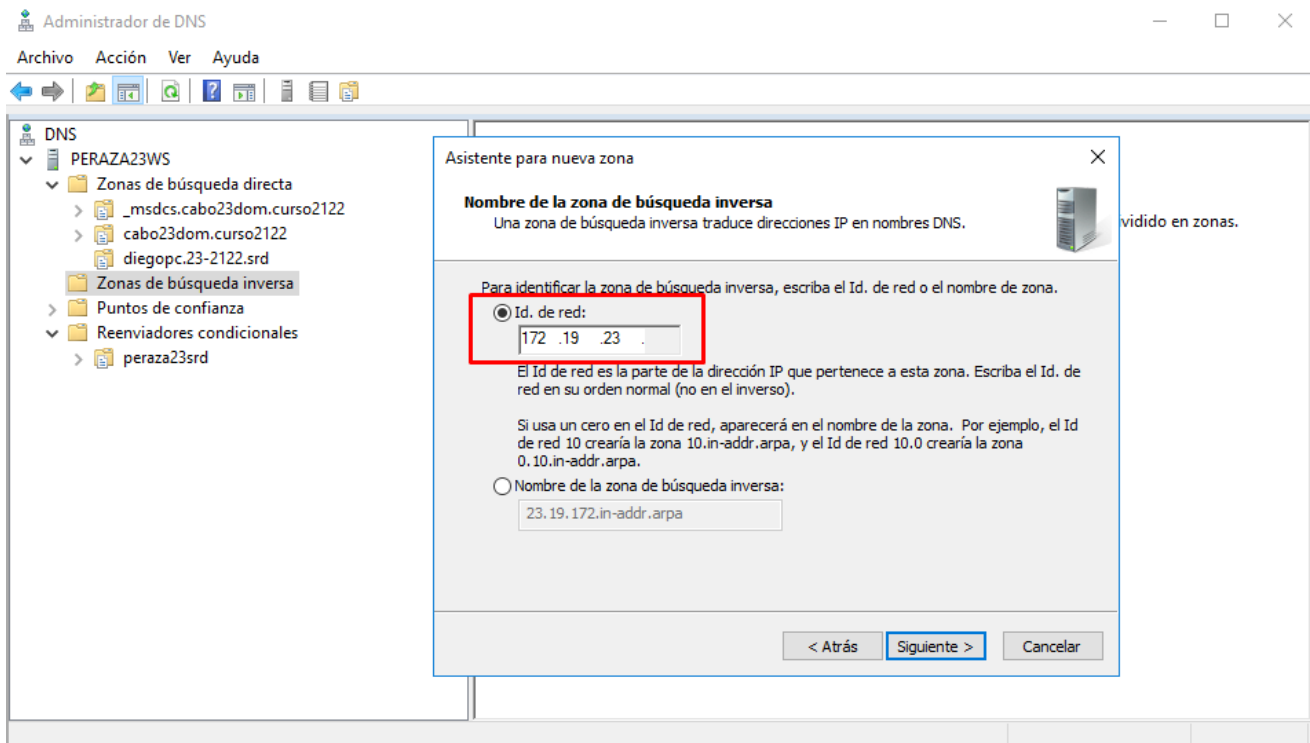 Administrador de DNS
Archivo Acción Ver Ayuda
DNS
PERAZA23WS
Zonas de búsqueda directa
_msdcs.cabo23dom.curso2122
cabo23dom.curso2122
diegopc.23-2122.srd
Zonas de búsqueda inversa
Puntos de confianza
Reenviadores condicionales
peraza23srd
ividido en zonas.
Asistente para nueva zona
Nombre de la zona de búsqueda inversa
Una zona de búsqueda inversa traduce direcciones IP en nombres DNS.
Para identificar la zona de búsqueda inversa, escriba el Id. de red o el nombre de zona.
Id. de red:
172 .19 .23 .
El Id de red es la parte de la dirección IP que pertenece a esta zona. Escriba el Id. de
red en su orden normal (no en el inverso).
Si usa un cero en el Id de red, aparecerá en el nombre de la zona. Por ejemplo, el Id
de red 10 crearía la zona 10.in-addr.arpa, y el Id de red 10.0 crearía la zona
0.10.in-addr.arpa.
Nombre de la zona de búsqueda inversa:
23.19.172.in-addr.arpa
< Atrás Siguiente > Cancelar